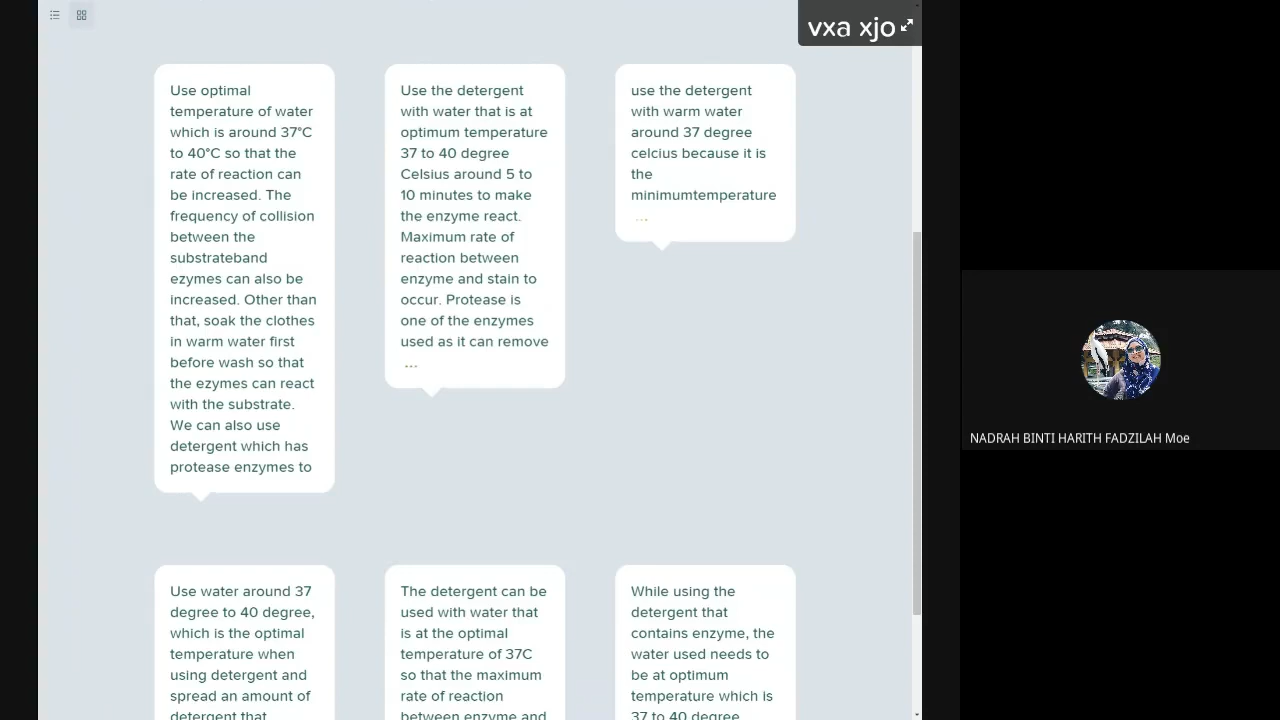 vxa xjo
Use optimal
temperature of water
which is around 37°C
to 40°C so that the
rate of reaction can
be increased. The
frequency of collision
between the
substrateband
ezymes can also be
increased. Other than
that, soak the clothes
in warm water first
before wash so that
the ezymes can react
with the substrate.
We can also use
detergent which has
protease enzymes to
Use the detergent
with water that is at
optimum temperature
37 to 40 degree
Celsius around 5 to
10 minutes to make
the enzyme react.
Maximum rate of
reaction between
enzyme and stain to
occur. Protease is
one of the enzymes
used as it can remove
...
use the detergent
with warm water
around 37 degree
celcius because it is
the
minimumtemperature
...
Use water around 37
degree to 40 degree,
which is the optimal
temperature when
using detergent and
spread an amount of
detergent that
The detergent can be
used with water that
is at the optimal
temperature of 37C
so that the maximum
rate of reaction
between enzyme and
While using the
detergent that
contains enzyme, the
water used needs to
be at optimum
temperature which is
37 to 40 degree
NADRAH BINTI HARITH FADZILAH Moe